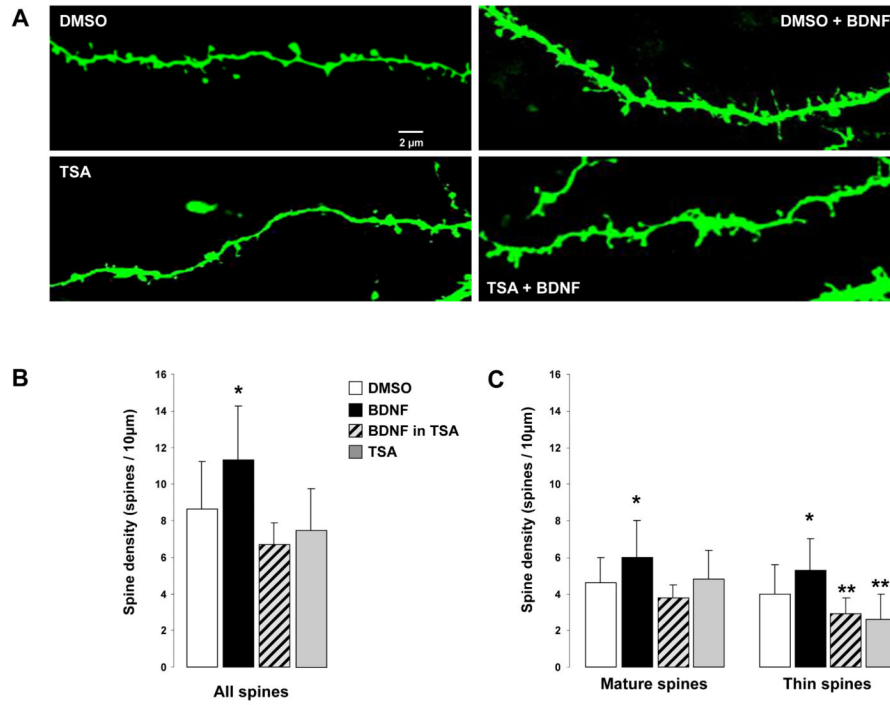 A
DMSO
DMSO + BDNF
2 µm
TSA
TSA + BDNF
B
Spine density (spines / 10µm)
16
14
12
10
8
6
4
2
0
*
All spines
DMSO
BDNF
BDNF in TSA
TSA
C
Spine density (spines / 10µm)
16
14
12
10
8
6
4
2
0
*
*
**
**
Mature spines
Thin spines